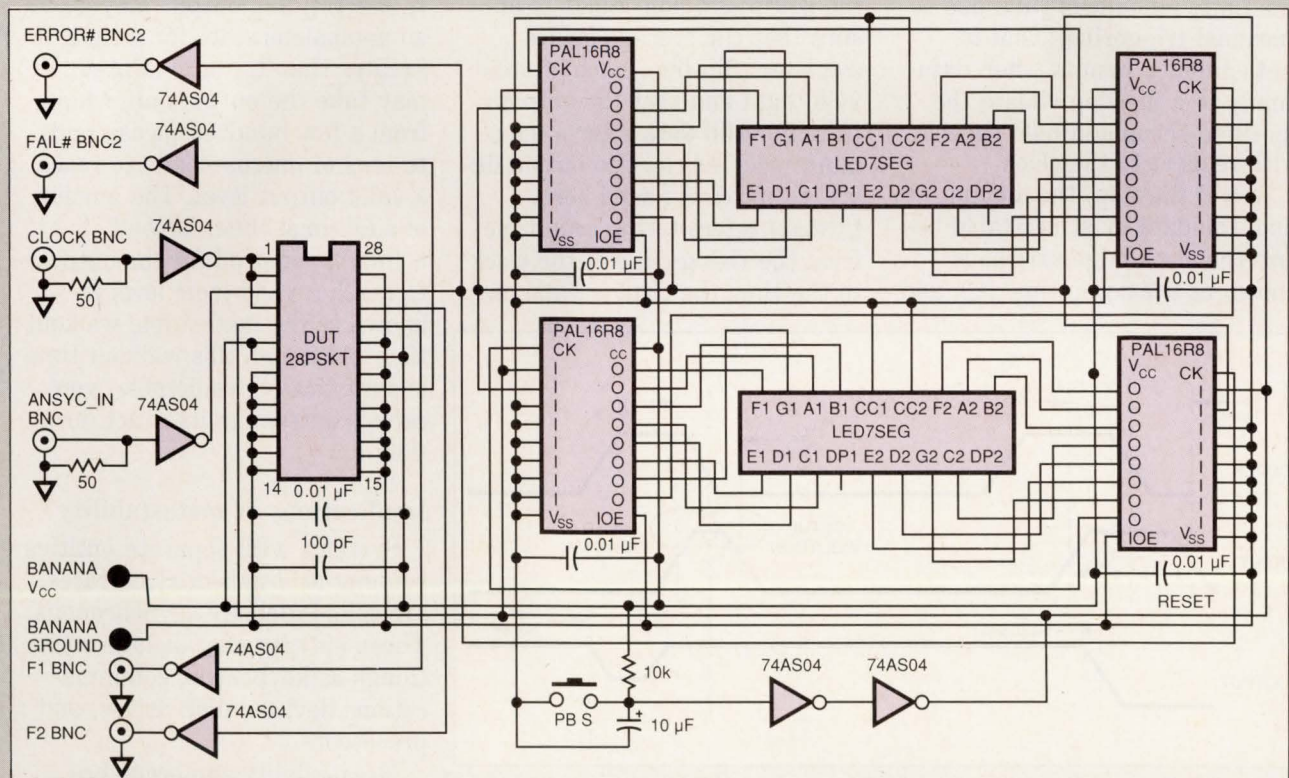 ERROR# BNC2
74AS04
74AS04
FAIL# BNC2
CLOCK BNC
74AS04
50
1
28
DUT
28PSKT
14
15
0.01 µF
100 pF
ANSYC_IN
BNC
74AS04
50
BANANA
VCC
BANANA
GROUND
F1 BNC
74AS04
F2 BNC
74AS04
PAL16R8
CK VCC
VSS IOE
0.01 µF
PAL16R8
CK CC
VSS IOE
0.01 µF
F1 G1 A1 B1 CC1 CC2 F2 A2 B2
LED7SEG
E1 D1 C1 DP1 E2 D2 G2 C2 DP2
F1 G1 A1 B1 CC1 CC2 F2 A2 B2
LED7SEG
E1 D1 C1 DP1 E2 D2 G2 C2 DP2
PAL16R8
VCC CK
IOE VSS
0.01 µF
PAL16R8
VCC CK
IOE VSS
0.01 µF
RESET
10k
PB S
+
10 µF
74AS04
74AS04